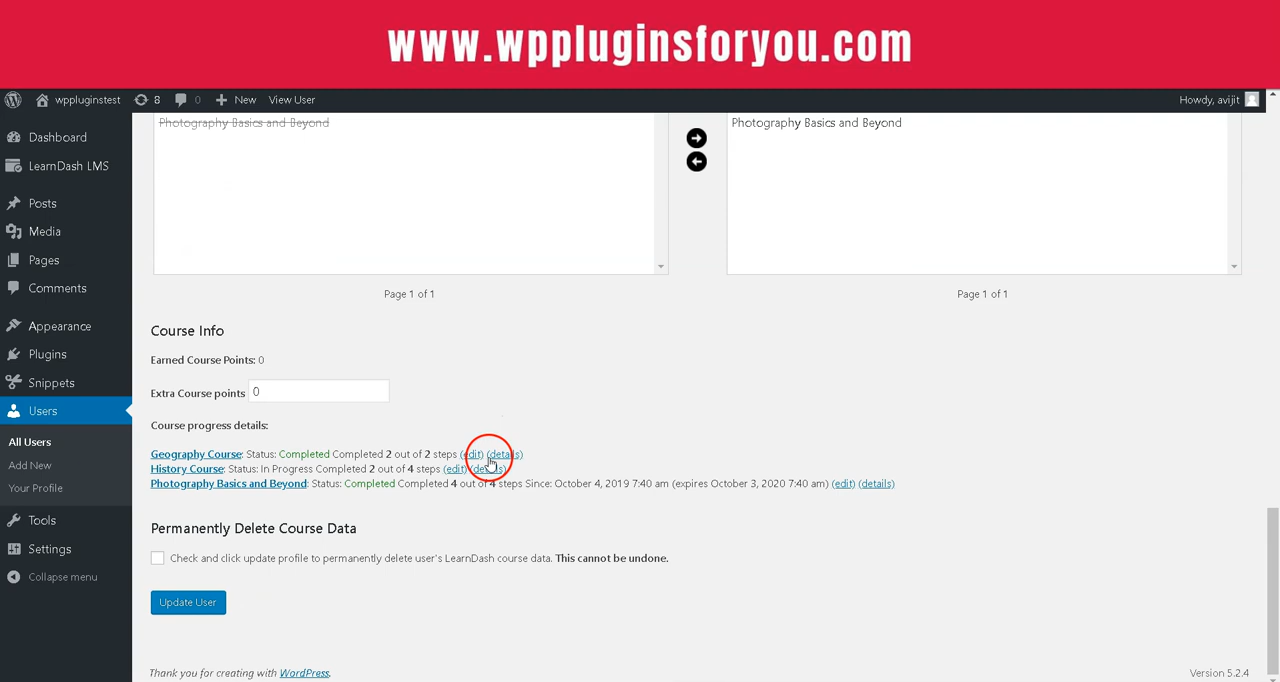 www.wppluginsforyou.com
wppluginstest 8 0 New View User Howdy, avijit
Dashboard
LearnDash LMS
Posts
Media
Pages
Comments
Appearance
Plugins
Snippets
Users
All Users
Add New
Your Profile
Tools
Settings
Collapse menu
Photography Basics and Beyond
Photography Basics and Beyond
Page 1 of 1
Page 1 of 1
Course Info
Earned Course Points: 0
Extra Course points 0
Course progress details:
Geography Course: Status: Completed Completed 2 out of 2 steps (edit) (details)
History Course: Status: In Progress Completed 2 out of 4 steps (edit) (details)
Photography Basics and Beyond: Status: Completed Completed 4 out of 4 steps Since: October 4, 2019 7:40 am (expires October 3, 2020 7:40 am) (edit) (details)
Permanently Delete Course Data
Check and click update profile to permanently delete user's LearnDash course data. This cannot be undone.
Update User
Thank you for creating with WordPress.
Version 5.2.4